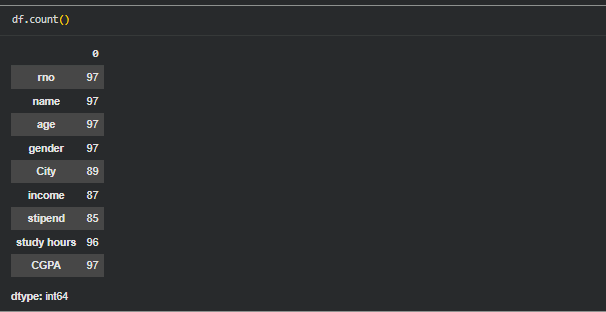 df.count()
0
rno 97
name 97
age 97
gender 97
City 89
income 87
stipend 85
study hours 96
CGPA 97
dtype: int64